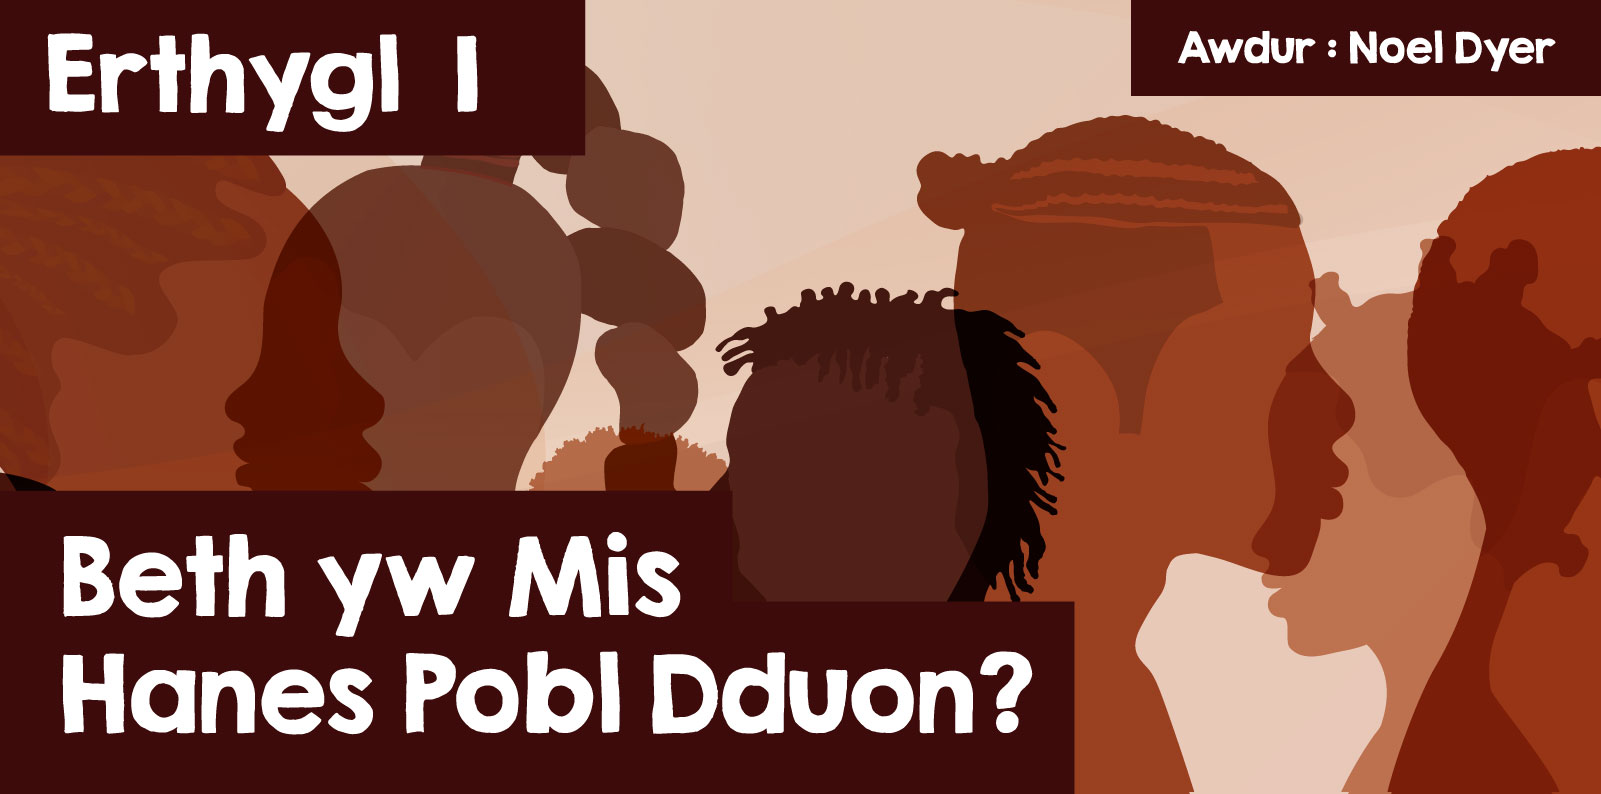 Erthygl 1
Awdur : Noel Dyer
Beth yw Mis
Hanes Pobl Dduon?